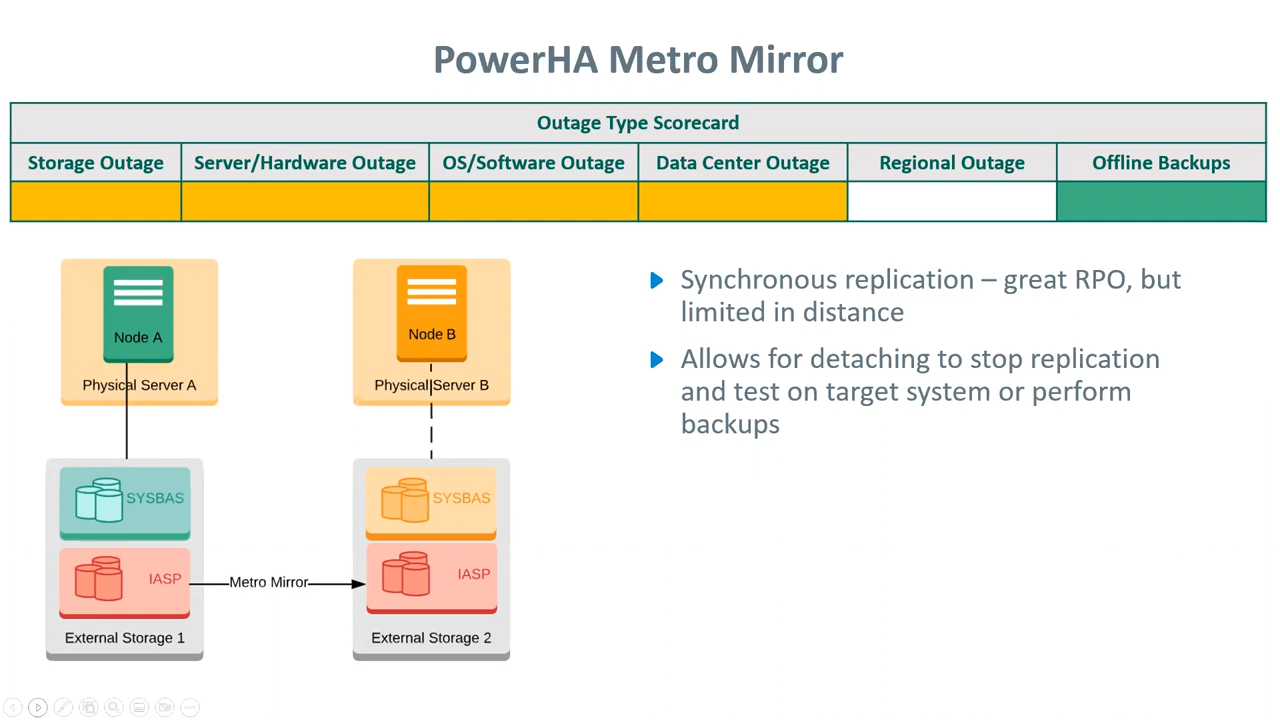 PowerHA Metro Mirror
Outage Type Scorecard
Storage Outage
Server/Hardware Outage
OS/Software Outage
Data Center Outage
Regional Outage
Offline Backups
Node A
Physical Server A
Node B
Physical Server B
SYSBAS
IASP
External Storage 1
Metro Mirror
SYSBAS
IASP
External Storage 2
Synchronous replication – great RPO, but
limited in distance
Allows for detaching to stop replication
and test on target system or perform
backups